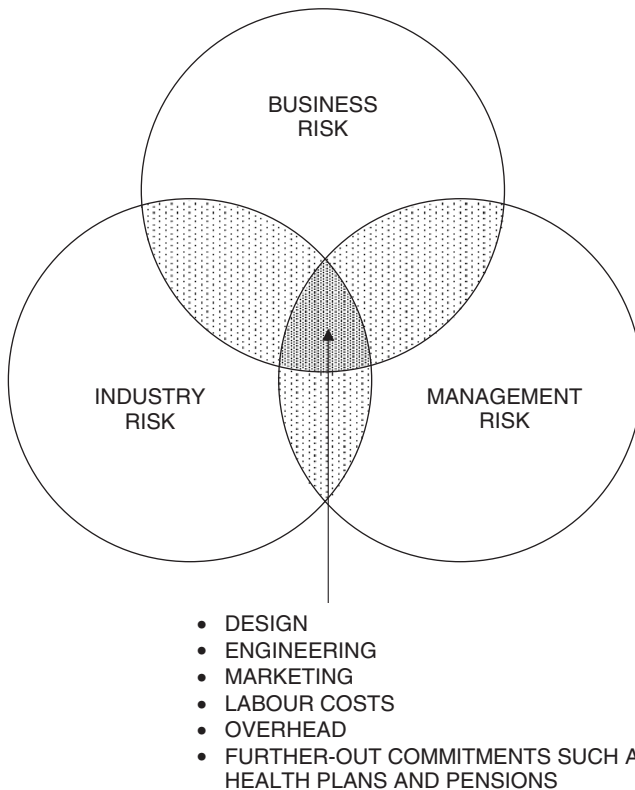 BUSINESS
RISK
INDUSTRY
RISK
MANAGEMENT
RISK
• DESIGN
• ENGINEERING
• MARKETING
• LABOUR COSTS
• OVERHEAD
• FURTHER-OUT COMMITMENTS SUCH
HEALTH PLANS AND PENSIONS